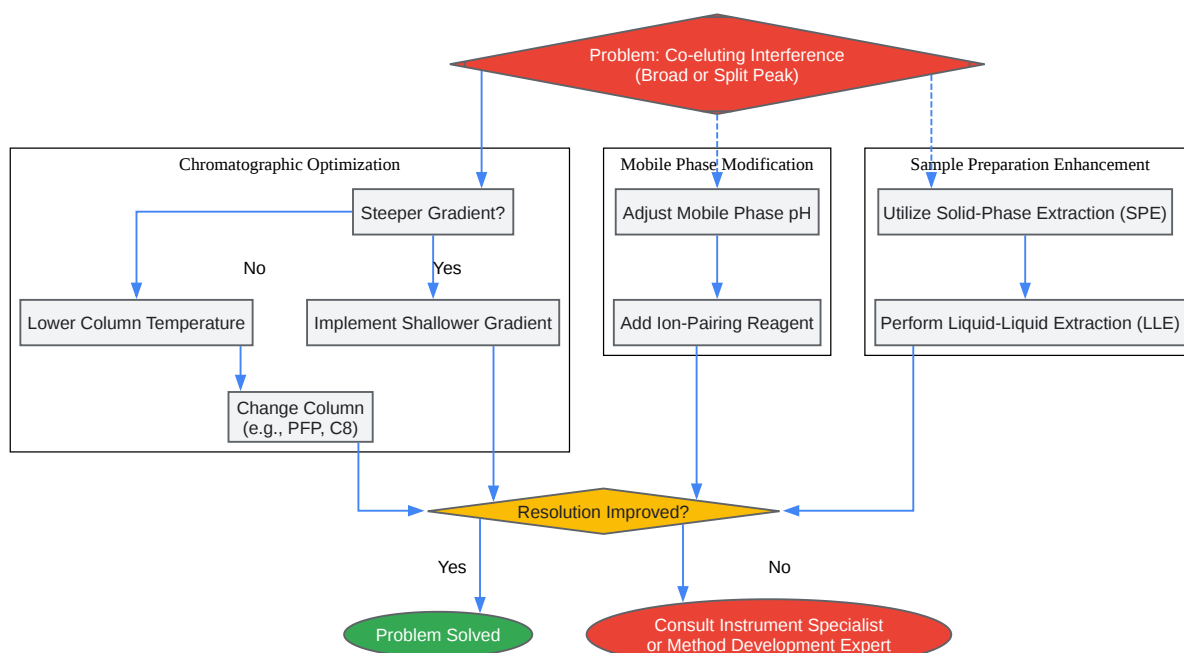 Problem: Co-eluting Interference
(Broad or Split Peak)
Chromatographic Optimization
Mobile Phase Modification
Sample Preparation Enhancement
Steeper Gradient?
Adjust Mobile Phase pH
Utilize Solid-Phase Extraction (SPE)
No
Yes
Lower Column Temperature
Implement Shallower Gradient
Add Ion-Pairing Reagent
Perform Liquid-Liquid Extraction (LLE)
Change Column
(e.g., PFP, C8)
Resolution Improved?
Yes
No
Problem Solved
Consult Instrument Specialist
or Method Development Expert